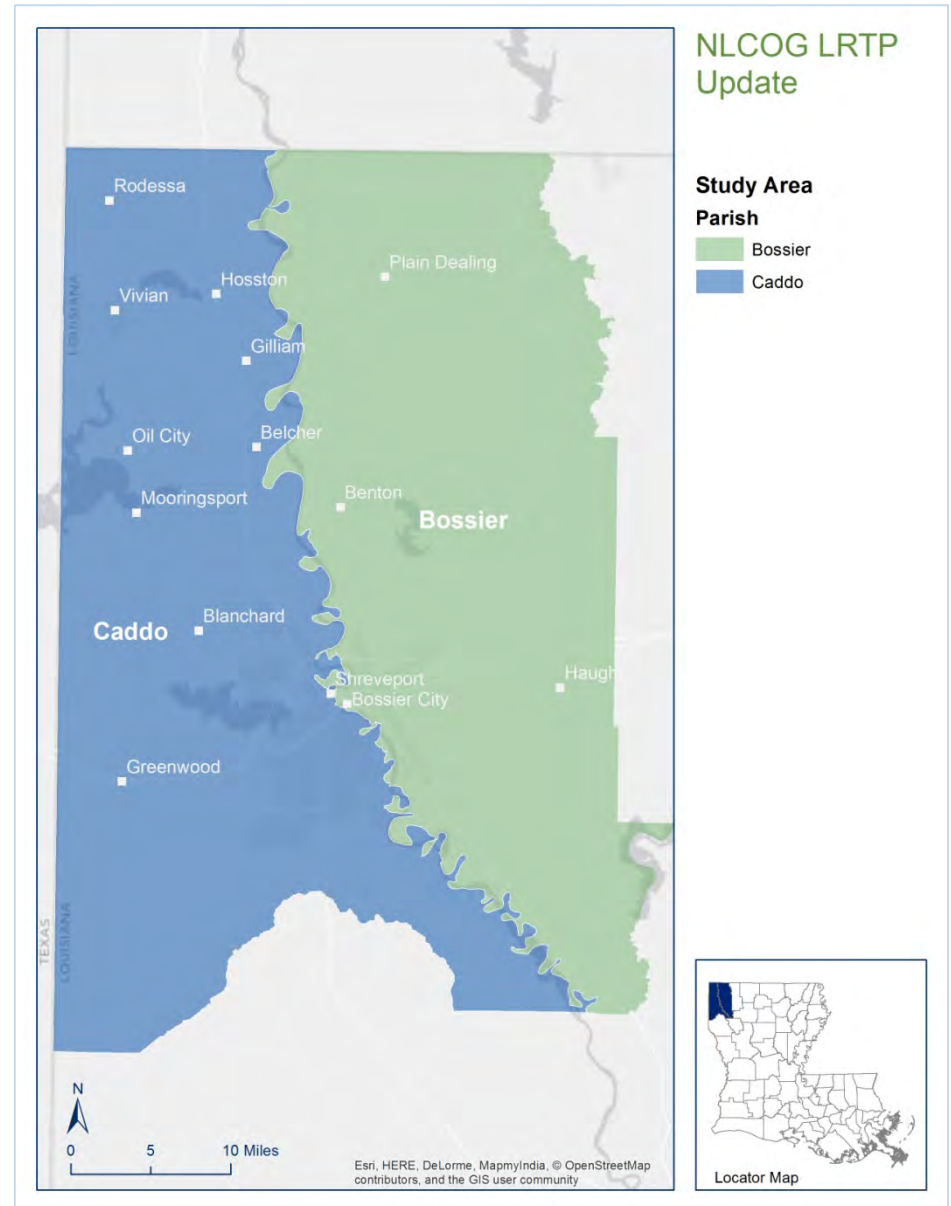 NLCOG LRTP
Update
Study Area
Parish
Bossier
Caddo
Rodessa
Plain Dealing
Hosston
Vivian
LOUISIANA
Gilliam
Oil City
Belcher
Mooringsport
Benton
Bossier
Blanchard
Caddo
Haugh
Shreveport
Bossier City
Greenwood
TEXAS
LOUISIANA
N
0 5 10 Miles
Esri, HERE, DeLorme, MapmyIndia, © OpenStreetMap
contributors, and the GIS user community
Locator Map